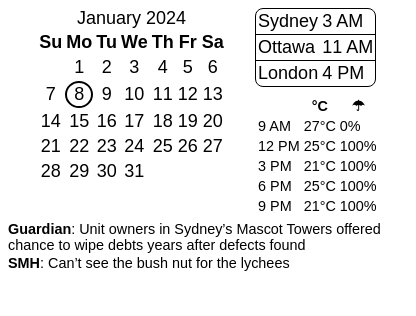 January 2024
Su Mo Tu We Th Fr Sa
1 2 3 4 5 6
7 8 9 10 11 12 13
14 15 16 17 18 19 20
21 22 23 24 25 26 27
28 29 30 31
Sydney 3 AM
Ottawa 11 AM
London 4 PM
°C ☂
9 AM 27°C 0%
12 PM 25°C 100%
3 PM 21°C 100%
6 PM 25°C 100%
9 PM 21°C 100%
Guardian: Unit owners in Sydney’s Mascot Towers offered
chance to wipe debts years after defects found
SMH: Can’t see the bush nut for the lychees